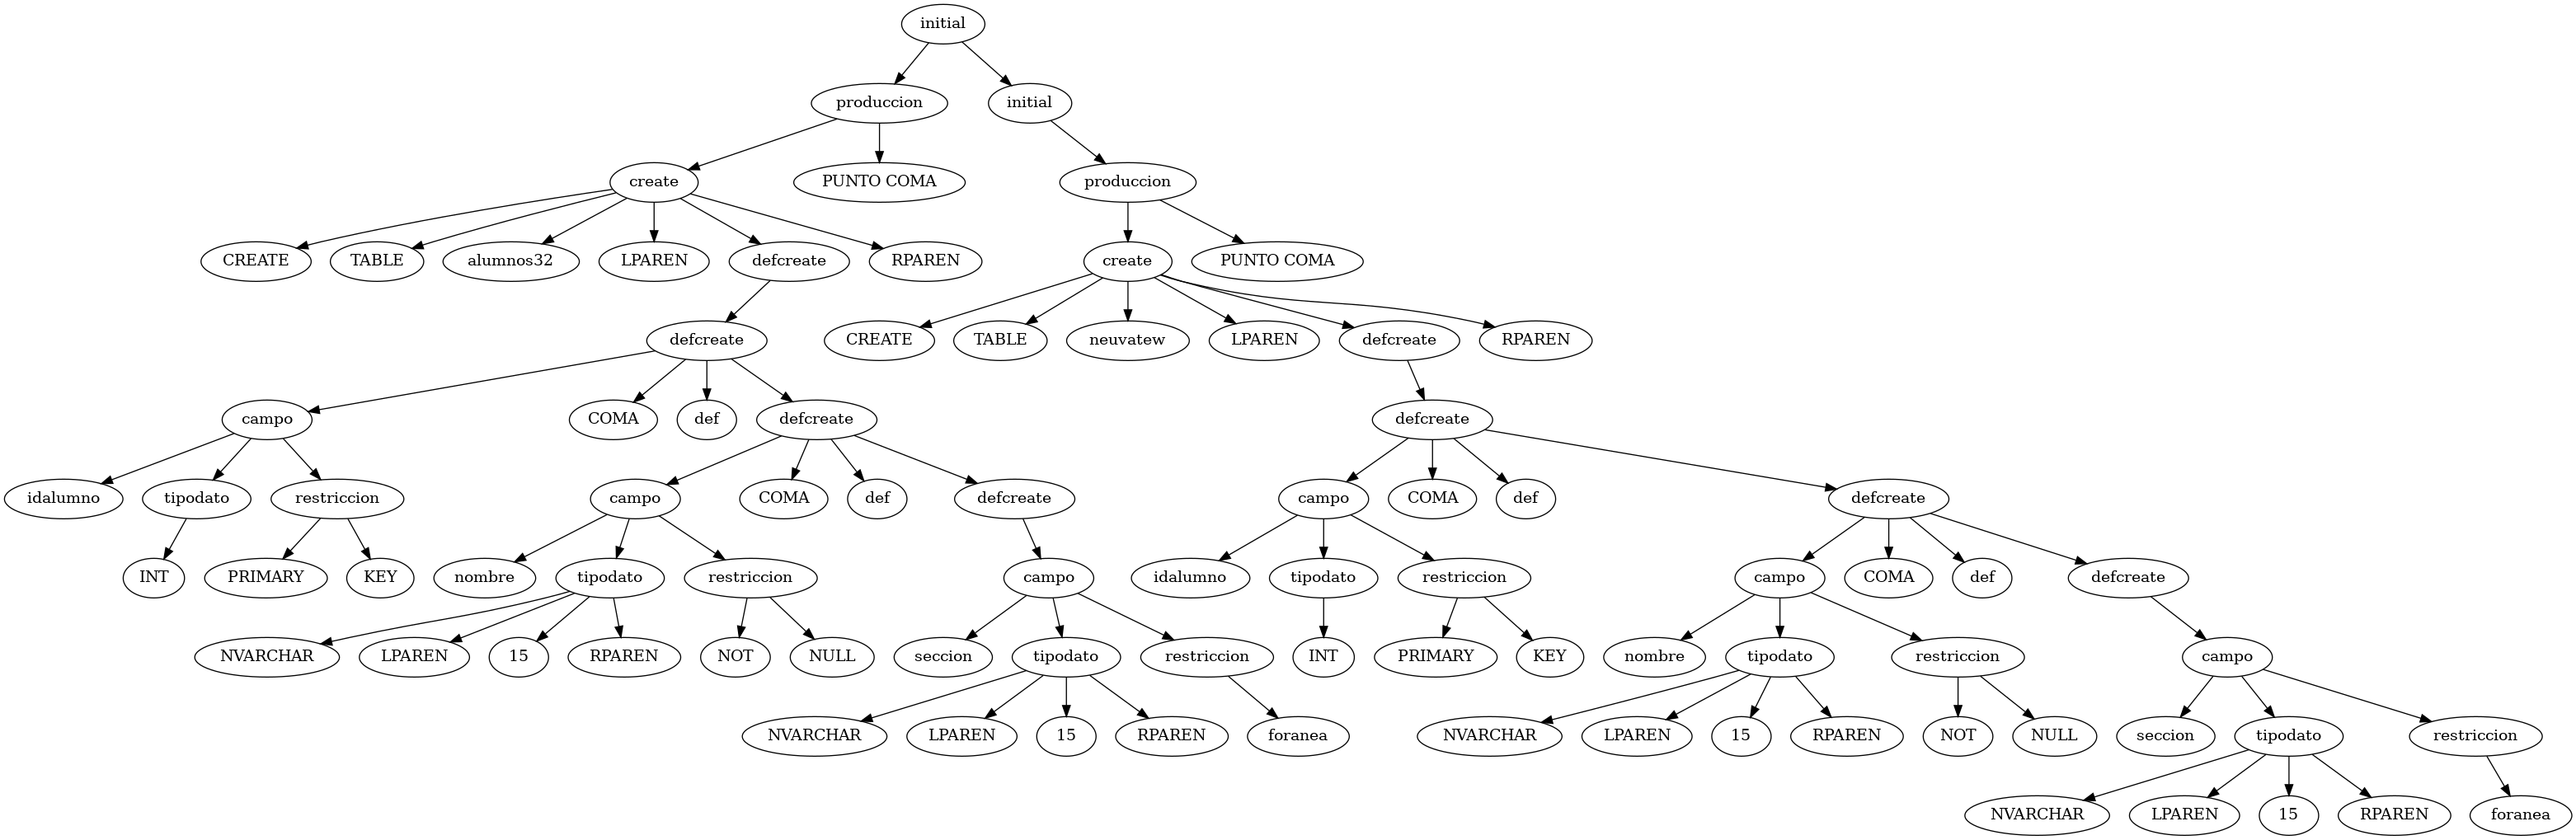 initial
produccion initial
create PUNTO COMA produccion
CREATE TABLE alumnos32 LPAREN defcreate RPAREN create PUNTO COMA
defcreate CREATE TABLE neuvatew LPAREN defcreate RPAREN
campo COMA def defcreate defcreate
idalumno tipodato restriccion campo COMA def defcreate campo COMA def defcreate
INT PRIMARY KEY nombre tipodato restriccion campo idalumno tipodato restriccion campo COMA def defcreate
NVARCHAR LPAREN 15 RPAREN NOT NULL seccion tipodato restriccion INT PRIMARY KEY nombre tipodato restriccion campo
NVARCHAR LPAREN 15 RPAREN foranea NVARCHAR LPAREN 15 RPAREN NOT NULL seccion tipodato restriccion
NVARCHAR LPAREN 15 RPAREN foranea